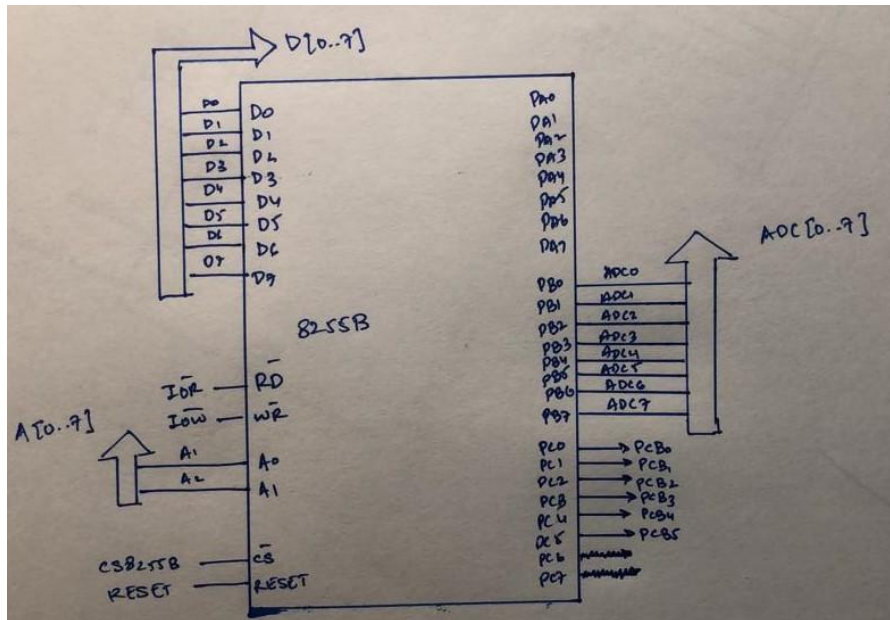 D[0..7]
D0 D0
D1 D1
D2 D2
D3 D3
D4 D4
D5 D5
D6 D6
D7 D7
8255B
IOR RD
IOW WR
A[0..7]
A1 A0
A2 A1
CS8255B CS
RESET RESET
PA0
PA1
PA2
PA3
PA4
PA5
PA6
PA7
ADC[0..7]
PB0 ADC0
PB1 ADC1
PB2 ADC2
PB3 ADC3
PB4 ADC4
PB5 ADC5
PB6 ADC6
PB7 ADC7
PC0 PCB0
PC1 PCB1
PC2 PCB2
PCB PCB3
PC4 PCB4
PC5 PCB5
PC6
PC7